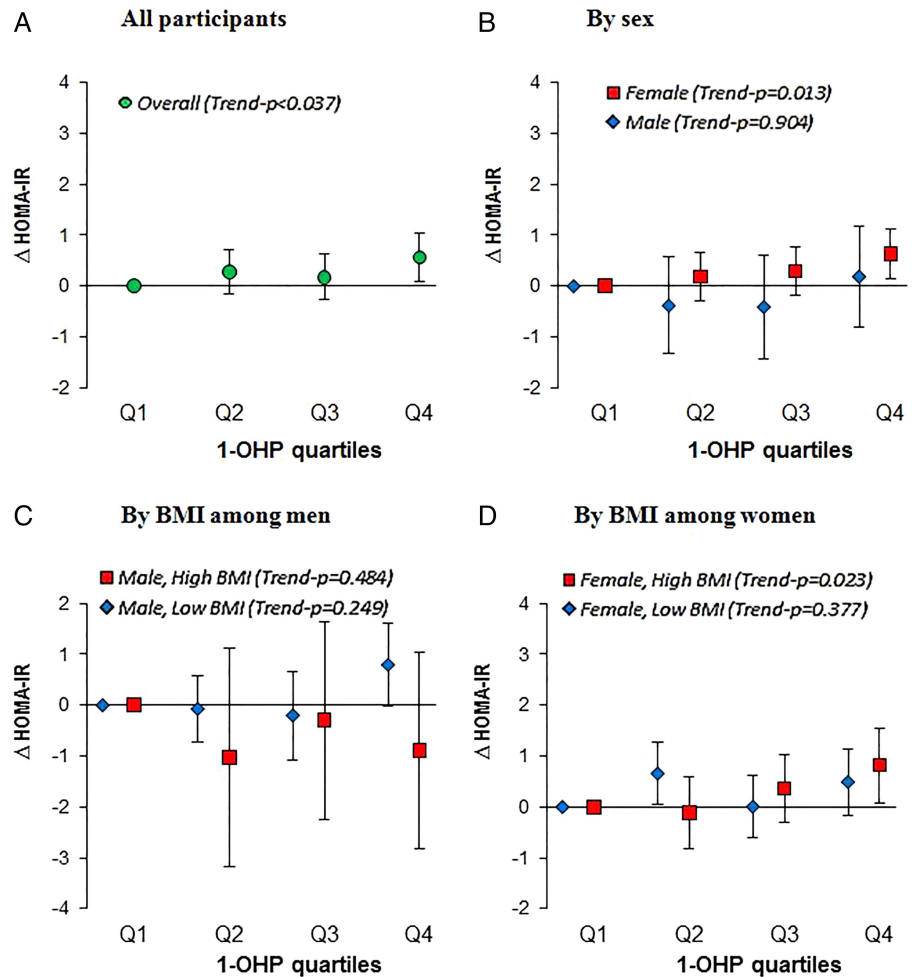 A All participants
Overall (Trend-p<0.037)
4
3
2
1
0
-1
-2
Δ HOMA-IR
Q1 Q2 Q3 Q4
1-OHP quartiles
B By sex
Female (Trend-p=0.013)
Male (Trend-p=0.904)
4
3
2
1
0
-1
-2
Δ HOMA-IR
Q1 Q2 Q3 Q4
1-OHP quartiles
C By BMI among men
Male, High BMI (Trend-p=0.484)
Male, Low BMI (Trend-p=0.249)
2
1
0
-1
-2
-3
-4
Δ HOMA-IR
Q1 Q2 Q3 Q4
1-OHP quartiles
D By BMI among women
Female, High BMI (Trend-p=0.023)
Female, Low BMI (Trend-p=0.377)
4
3
2
1
0
-1
-2
Δ HOMA-IR
Q1 Q2 Q3 Q4
1-OHP quartiles